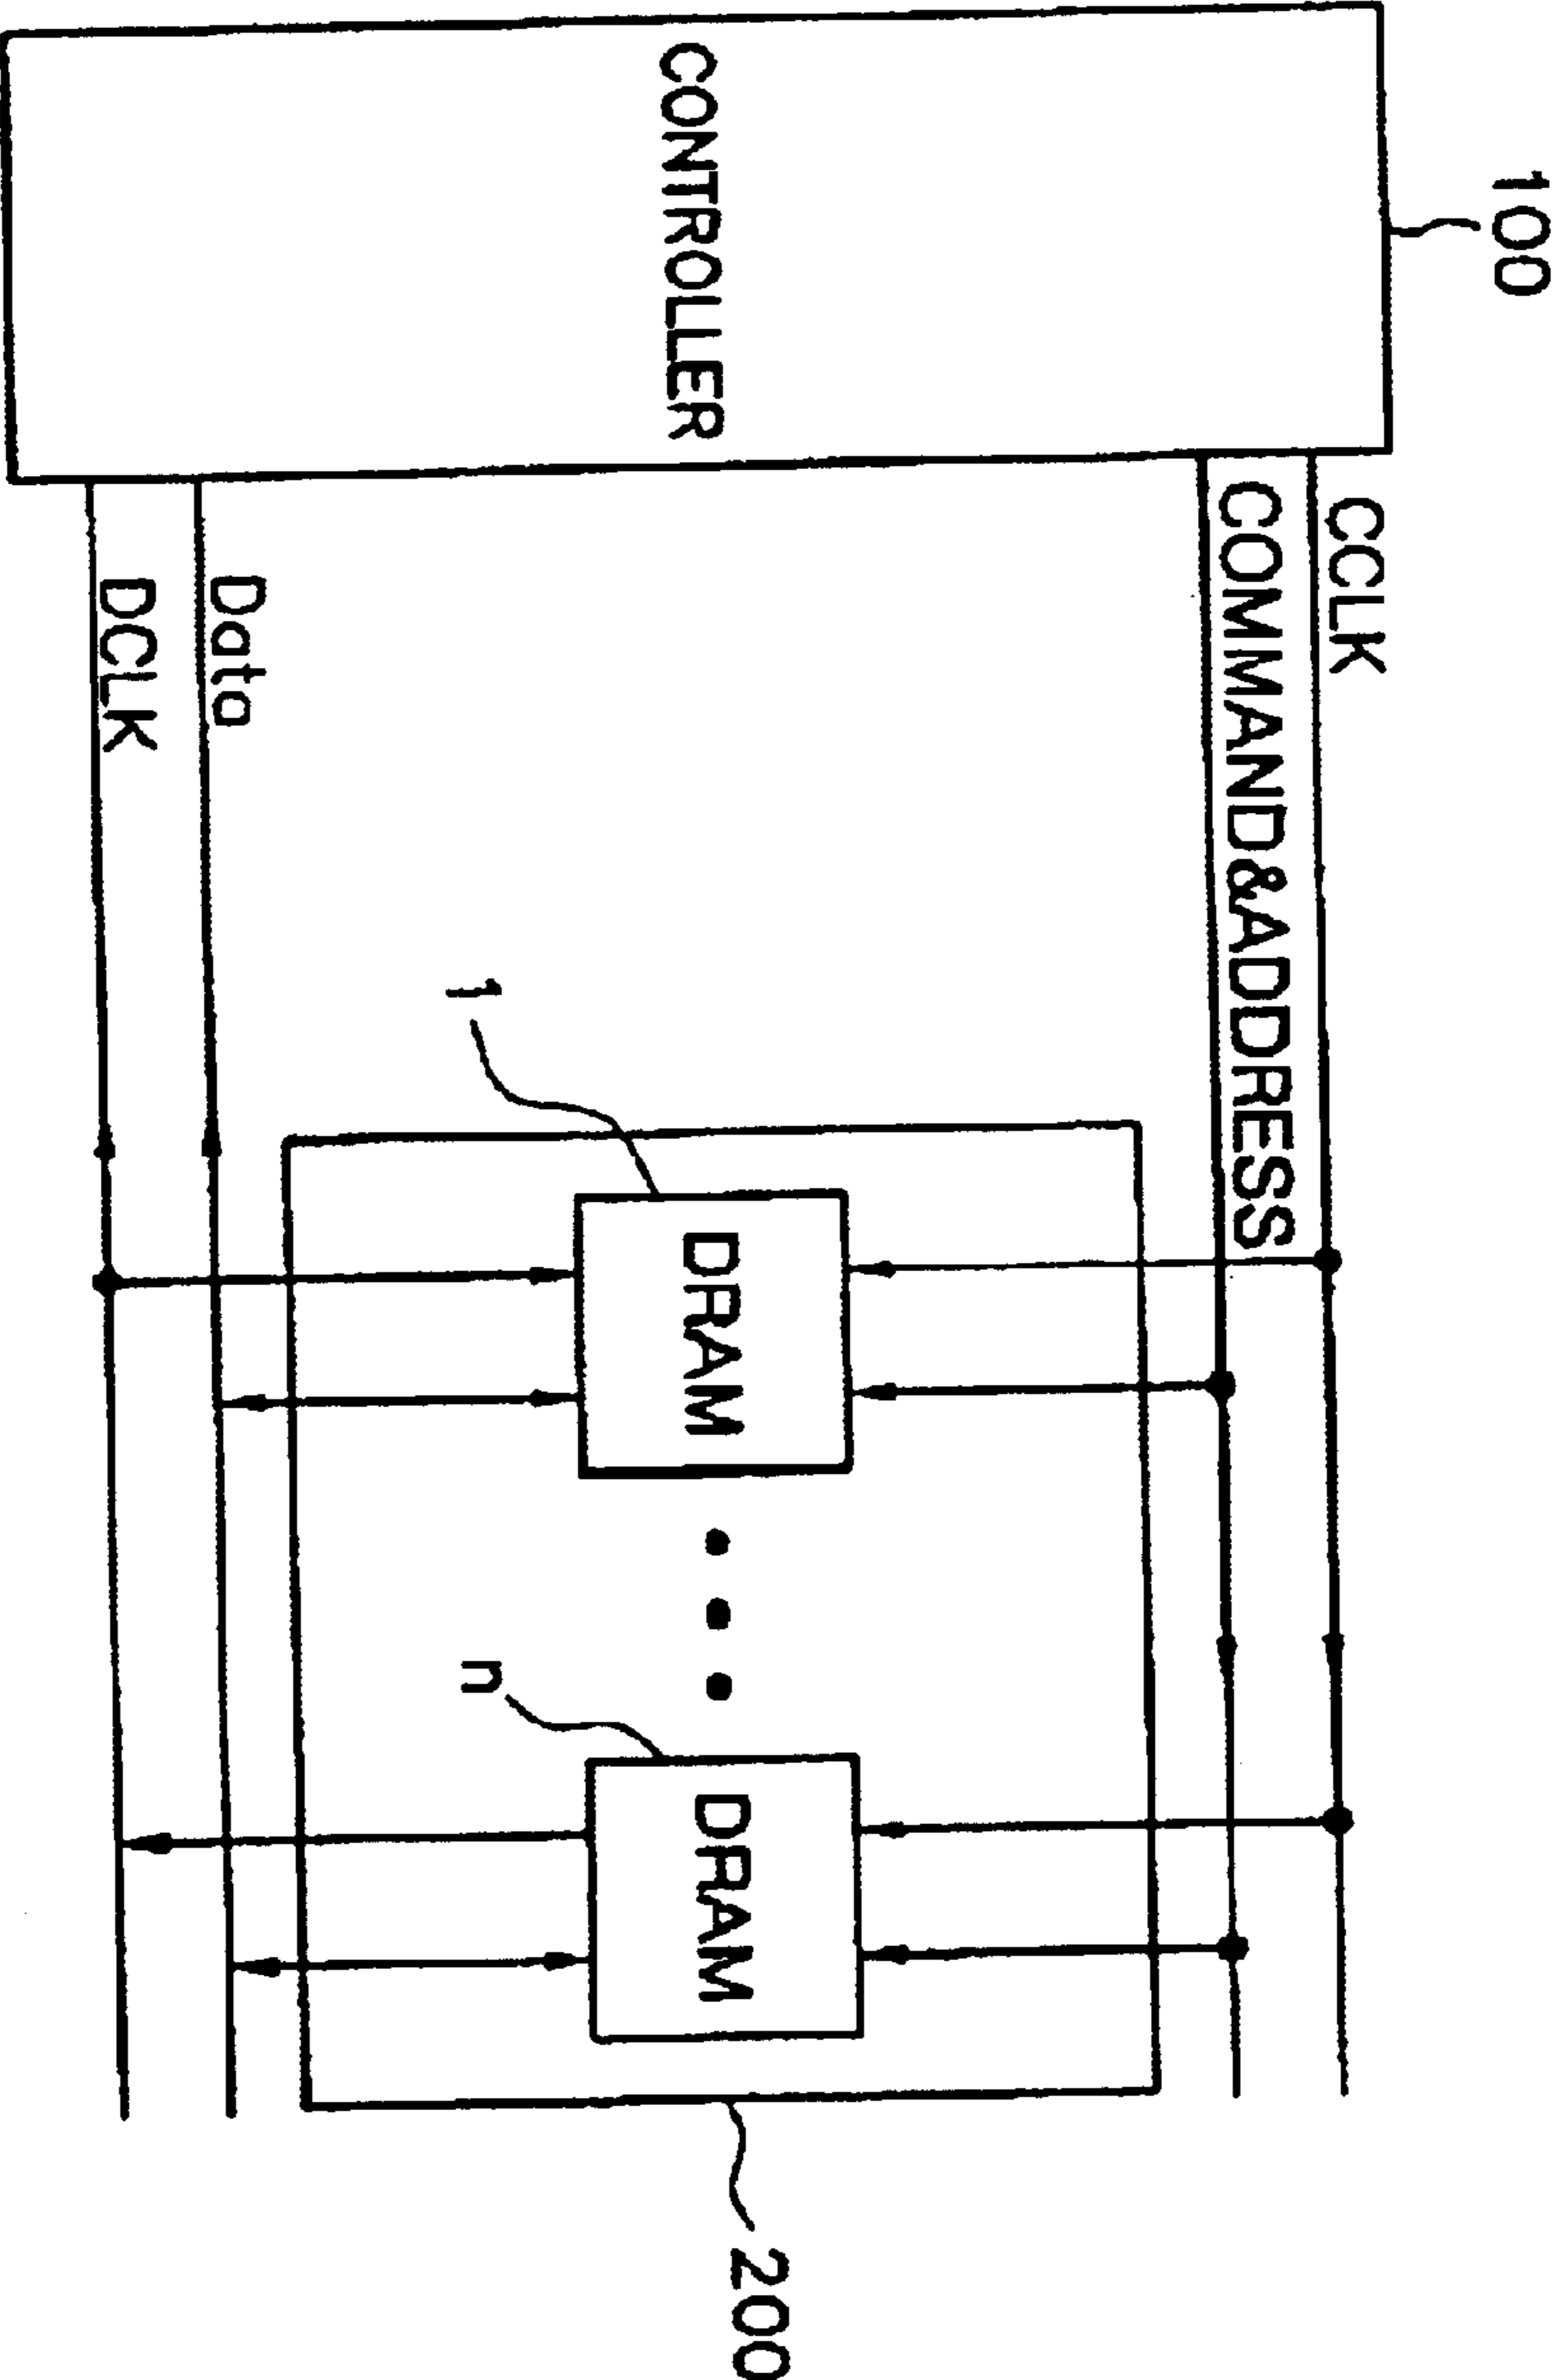 100
CONTROLLER
CCLK
COMMAND&ADDRESS
Data
DCLK
1
DRAM
n
DRAM
200